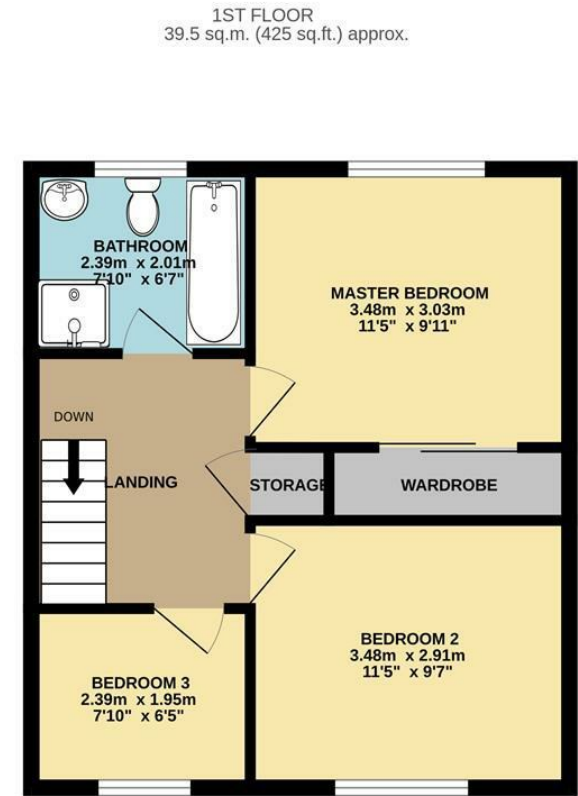 1ST FLOOR
39.5 sq.m. (425 sq.ft.) approx.
BATHROOM
2.39m x 2.01m
7'10" x 6'7"
MASTER BEDROOM
3.48m x 3.03m
11'5" x 9'11"
DOWN
LANDING
STORAGE
WARDROBE
BEDROOM 2
3.48m x 2.91m
11'5" x 9'7"
BEDROOM 3
2.39m x 1.95m
7'10" x 6'5"